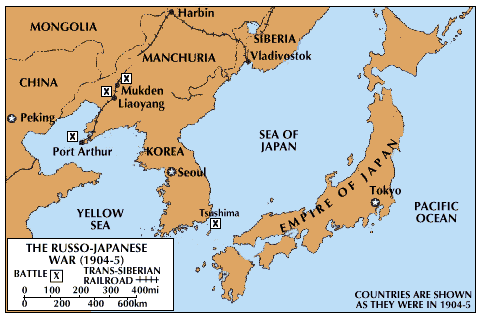 MONGOLIA
Harbin
SIBERIA
MANCHURIA
Vladivostok
CHINA
X
X
Mukden
Liaoyang
Peking
X
Port Arthur
KOREA
Seoul
SEA OF
JAPAN
EMPIRE OF JAPAN
Tokyo
YELLOW
SEA
Tsushima
X
PACIFIC
OCEAN
THE RUSSO-JAPANESE
WAR (1904-5)
BATTLE X
TRANS-SIBERIAN
RAILROAD
0 100 200 300 400mi
0 200 400 600km
COUNTRIES ARE SHOWN
AS THEY WERE IN 1904-5